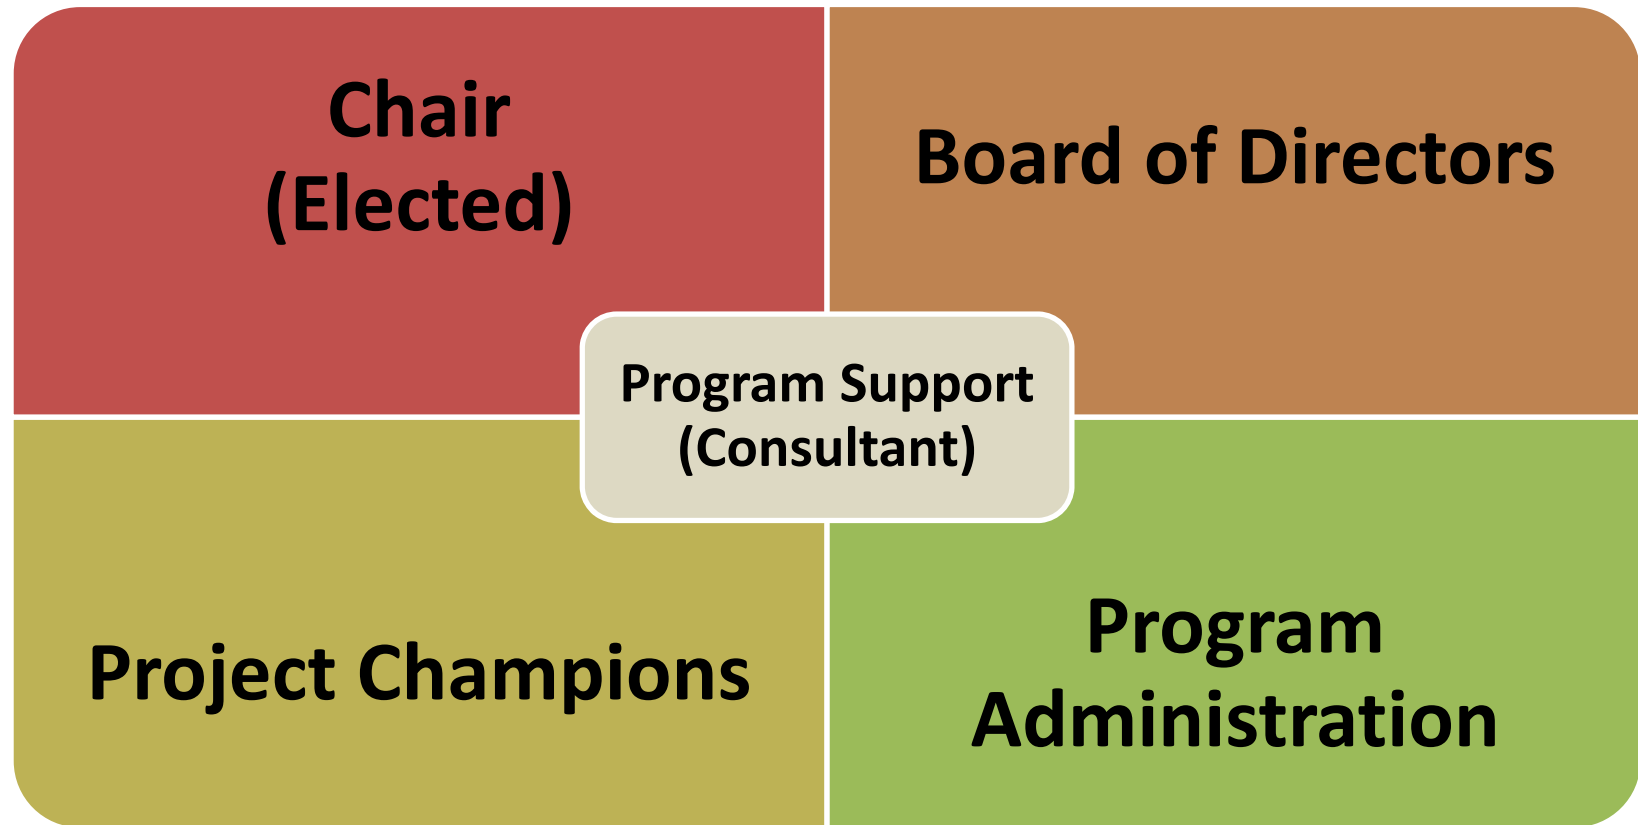 Chair
(Elected)
Board of Directors
Program Support
(Consultant)
Project Champions
Program
Administration